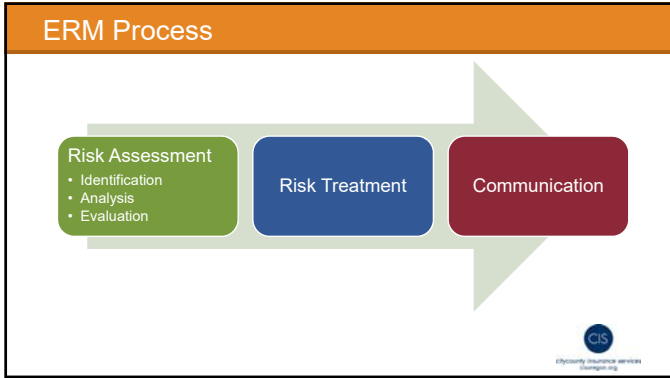 ERM Process
Risk Assessment
• Identification
• Analysis
• Evaluation
Risk Treatment
Communication
CIS
citycounty insurance services
cisoregon.org